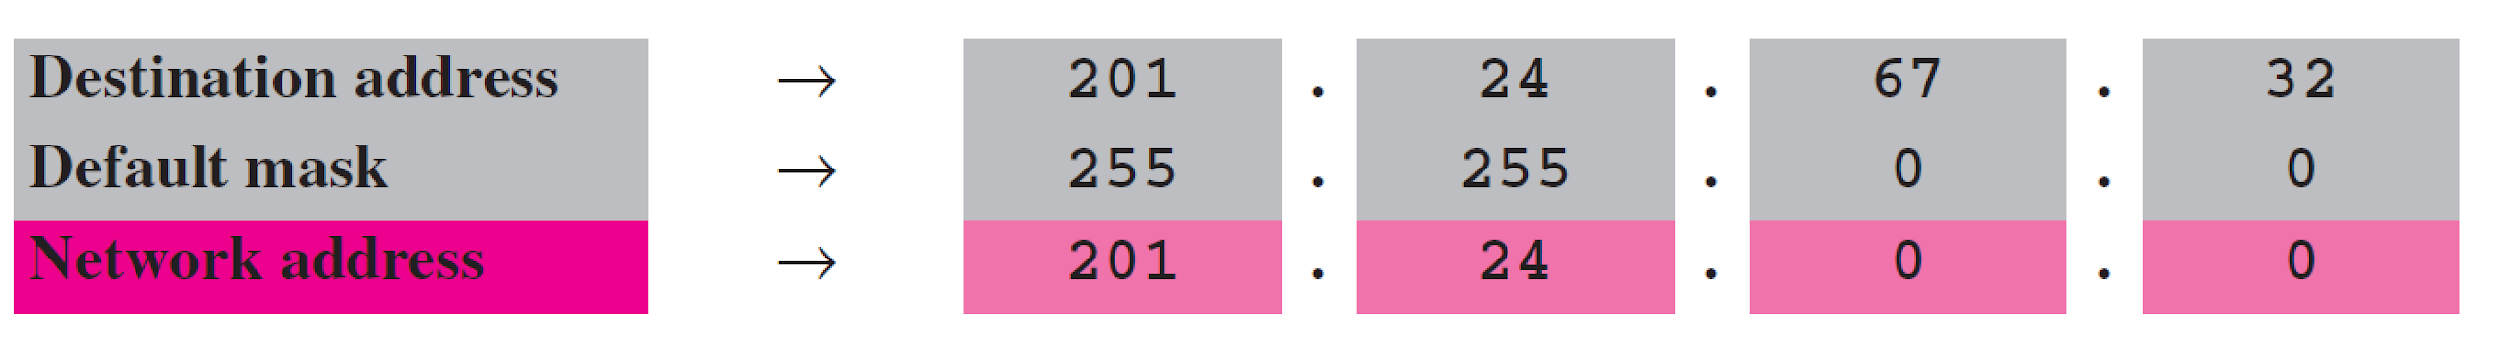 Destination address → 201 . 24 . 67 . 32
Default mask → 255 . 255 . 0 . 0
Network address → 201 . 24 . 0 . 0